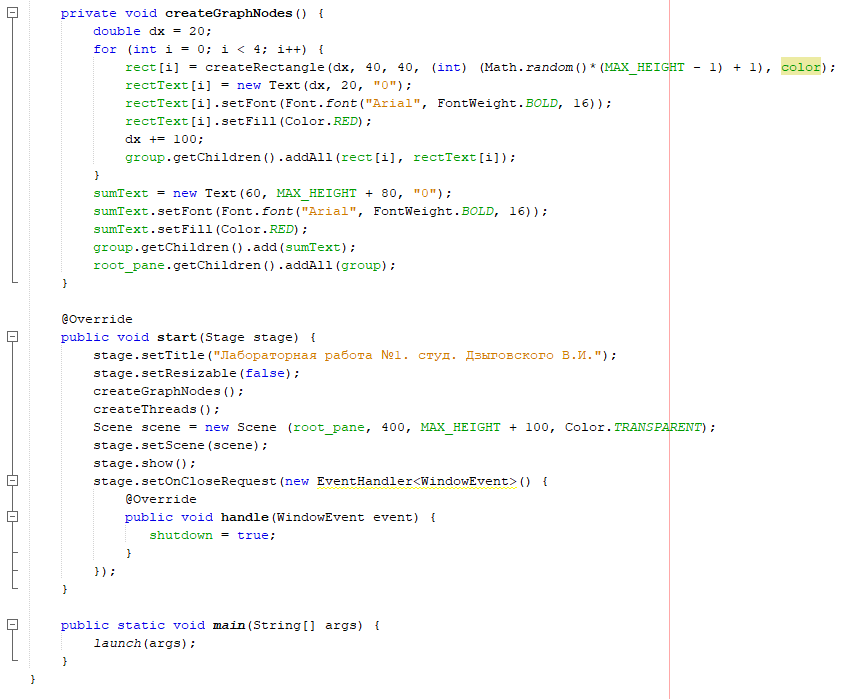 private void createGraphNodes() {
double dx = 20;
for (int i = 0; i < 4; i++) {
rect[i] = createRectangle(dx, 40, 40, (int) (Math.random()*(MAX_HEIGHT - 1) + 1), color);
rectText[i] = new Text(dx, 20, "0");
rectText[i].setFont(Font.font("Arial", FontWeight.BOLD, 16));
rectText[i].setFill(Color.RED);
dx += 100;
group.getChildren().addAll(rect[i], rectText[i]);
}
sumText = new Text(60, MAX_HEIGHT + 80, "0");
sumText.setFont(Font.font("Arial", FontWeight.BOLD, 16));
sumText.setFill(Color.RED);
group.getChildren().add(sumText);
root_pane.getChildren().addAll(group);
}
@Override
public void start(Stage stage) {
stage.setTitle("Лабораторная работа №1. студ. Дзыговского В.И.");
stage.setResizable(false);
createGraphNodes();
createThreads();
Scene scene = new Scene (root_pane, 400, MAX_HEIGHT + 100, Color.TRANSPARENT);
stage.setScene(scene);
stage.show();
stage.setOnCloseRequest(new EventHandler<WindowEvent>() {
@Override
public void handle(WindowEvent event) {
shutdown = true;
}
});
}
public static void main(String[] args) {
launch(args);
}
}